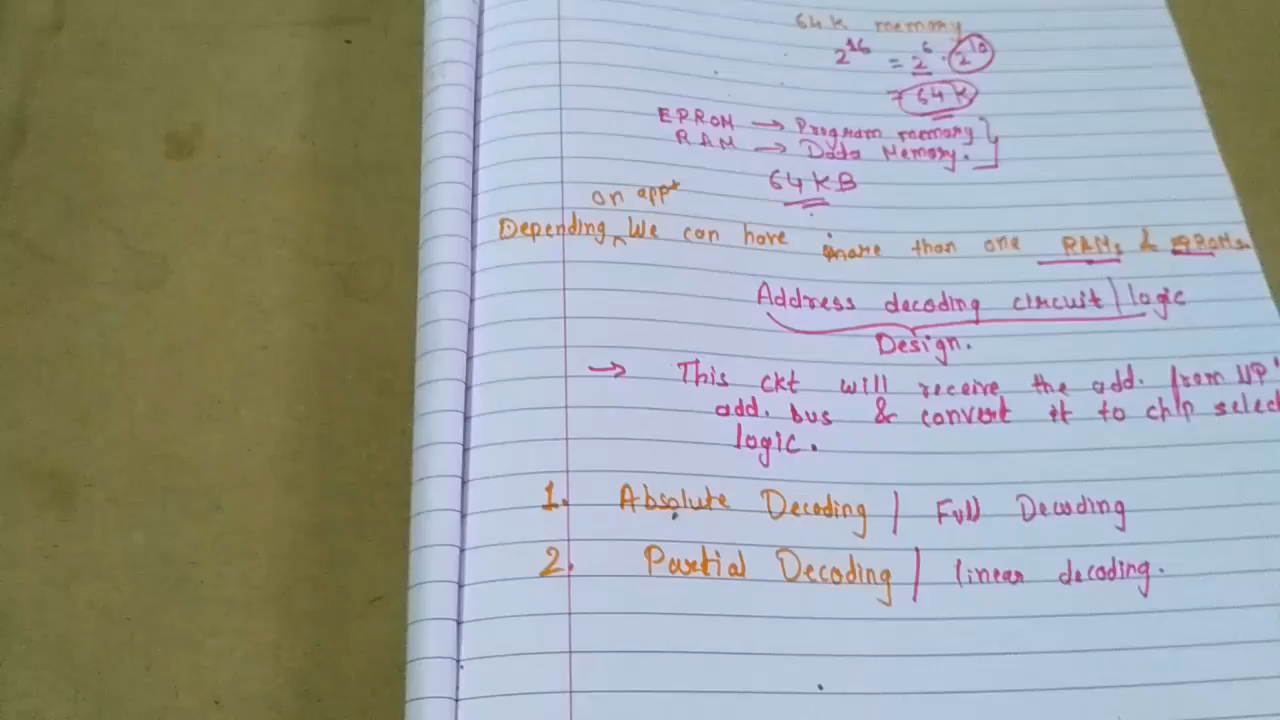 64K memory
2^16 = 2^6 · 2^10
= 64K
EPROM → Program memory
RAM → Data Memory.
64KB
on appⁿ
Depending ^ We can have more than one RAMs & EPROMs.
Address decoding circuit | logic
Design.
→ This ckt will receive the add. from UP'
add. bus & convert it to chip select
logic.
1. Absolute Decoding | Full Decoding
2. Partial Decoding | linear decoding.